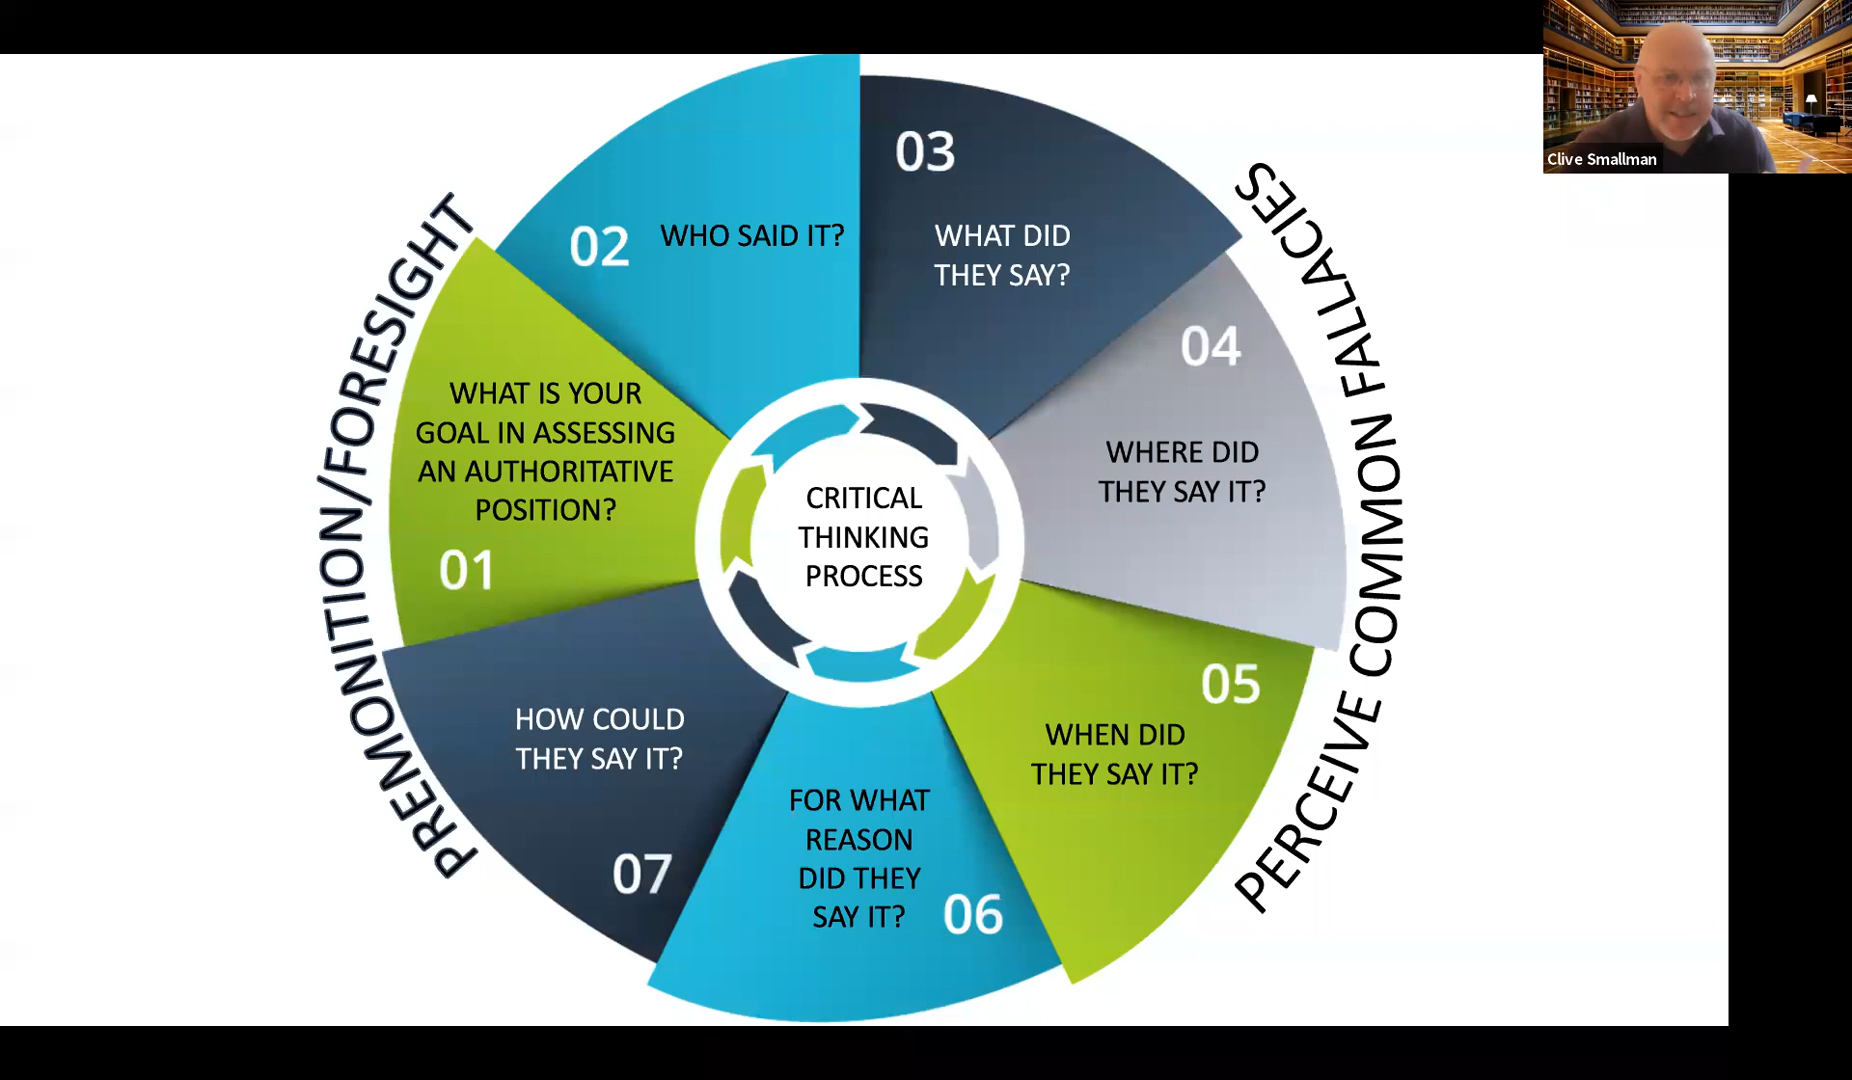 Clive Smallman
PREMONITION/FORESIGHT
PERCEIVE COMMON FALLACIES
CRITICAL
THINKING
PROCESS
01
WHAT IS YOUR
GOAL IN ASSESSING
AN AUTHORITATIVE
POSITION?
02
WHO SAID IT?
03
WHAT DID
THEY SAY?
04
WHERE DID
THEY SAY IT?
05
WHEN DID
THEY SAY IT?
06
FOR WHAT
REASON
DID THEY
SAY IT?
07
HOW COULD
THEY SAY IT?